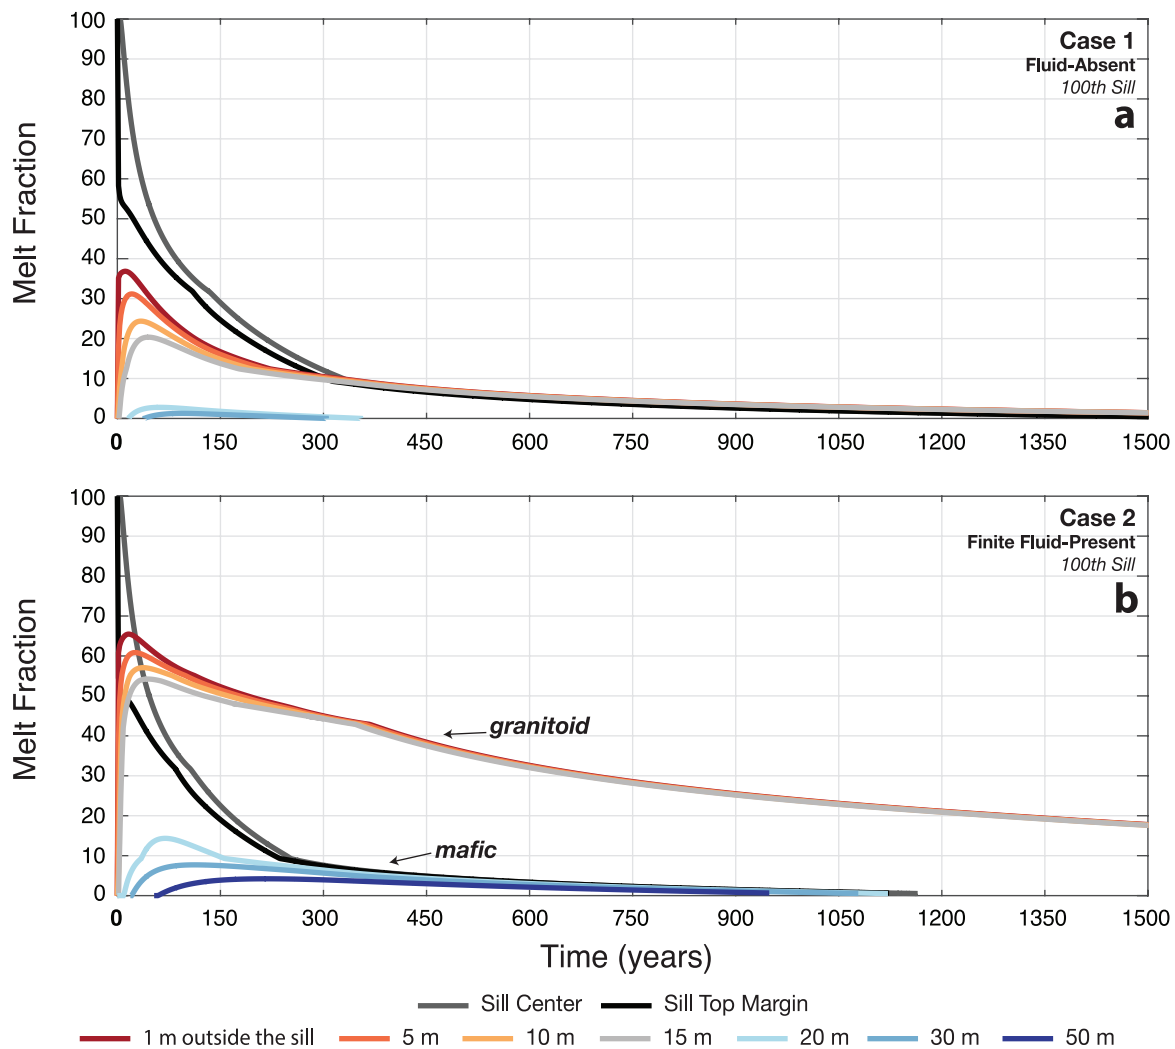 100
90
80
70
60
50
40
30
20
10
0
Melt Fraction
Case 1
Fluid-Absent
100th Sill
a
0 150 300 450 600 750 900 1050 1200 1350 1500
100
90
80
70
60
50
40
30
20
10
0
Melt Fraction
Case 2
Finite Fluid-Present
100th Sill
b
granitoid
mafic
0 150 300 450 600 750 900 1050 1200 1350 1500
Time (years)
Sill Center Sill Top Margin
1 m outside the sill 5 m 10 m 15 m 20 m 30 m 50 m